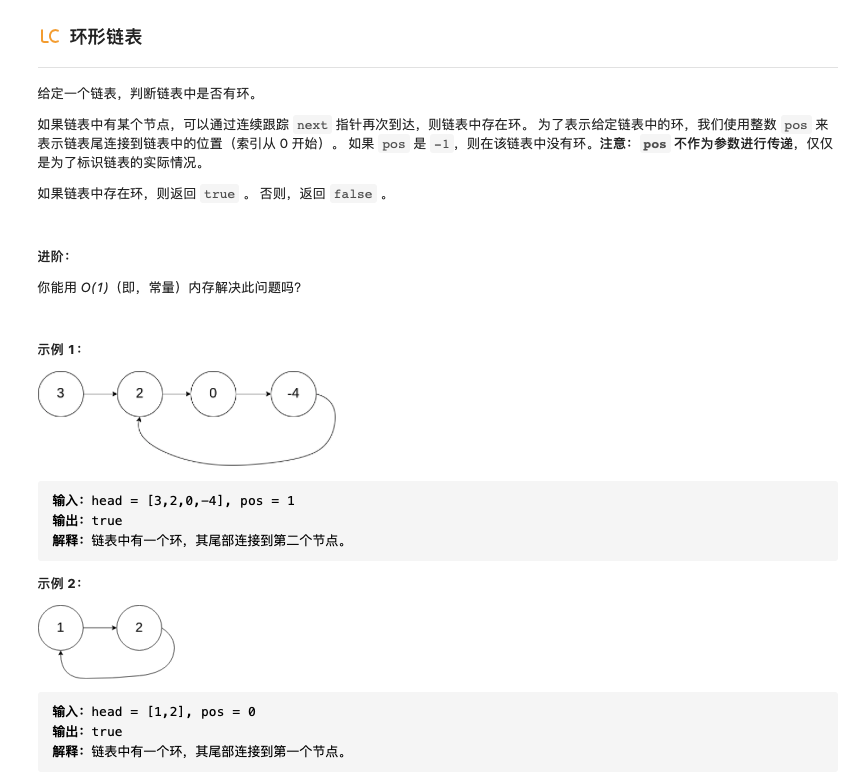 LC 环形链表
给定一个链表，判断链表中是否有环。
如果链表中有某个节点，可以通过连续跟踪 next 指针再次到达，则链表中存在环。 为了表示给定链表中的环，我们使用整数 pos 来
表示链表尾连接到链表中的位置（索引从 0 开始）。 如果 pos 是 -1，则在该链表中没有环。注意： pos 不作为参数进行传递，仅仅
是为了标识链表的实际情况。
如果链表中存在环，则返回 true 。 否则，返回 false 。
进阶：
你能用 O(1)（即，常量）内存解决此问题吗？
示例 1：
3 2 0 -4
输入：head = [3,2,0,-4], pos = 1
输出：true
解释：链表中有一个环，其尾部连接到第二个节点。
示例 2：
1 2
输入：head = [1,2], pos = 0
输出：true
解释：链表中有一个环，其尾部连接到第一个节点。